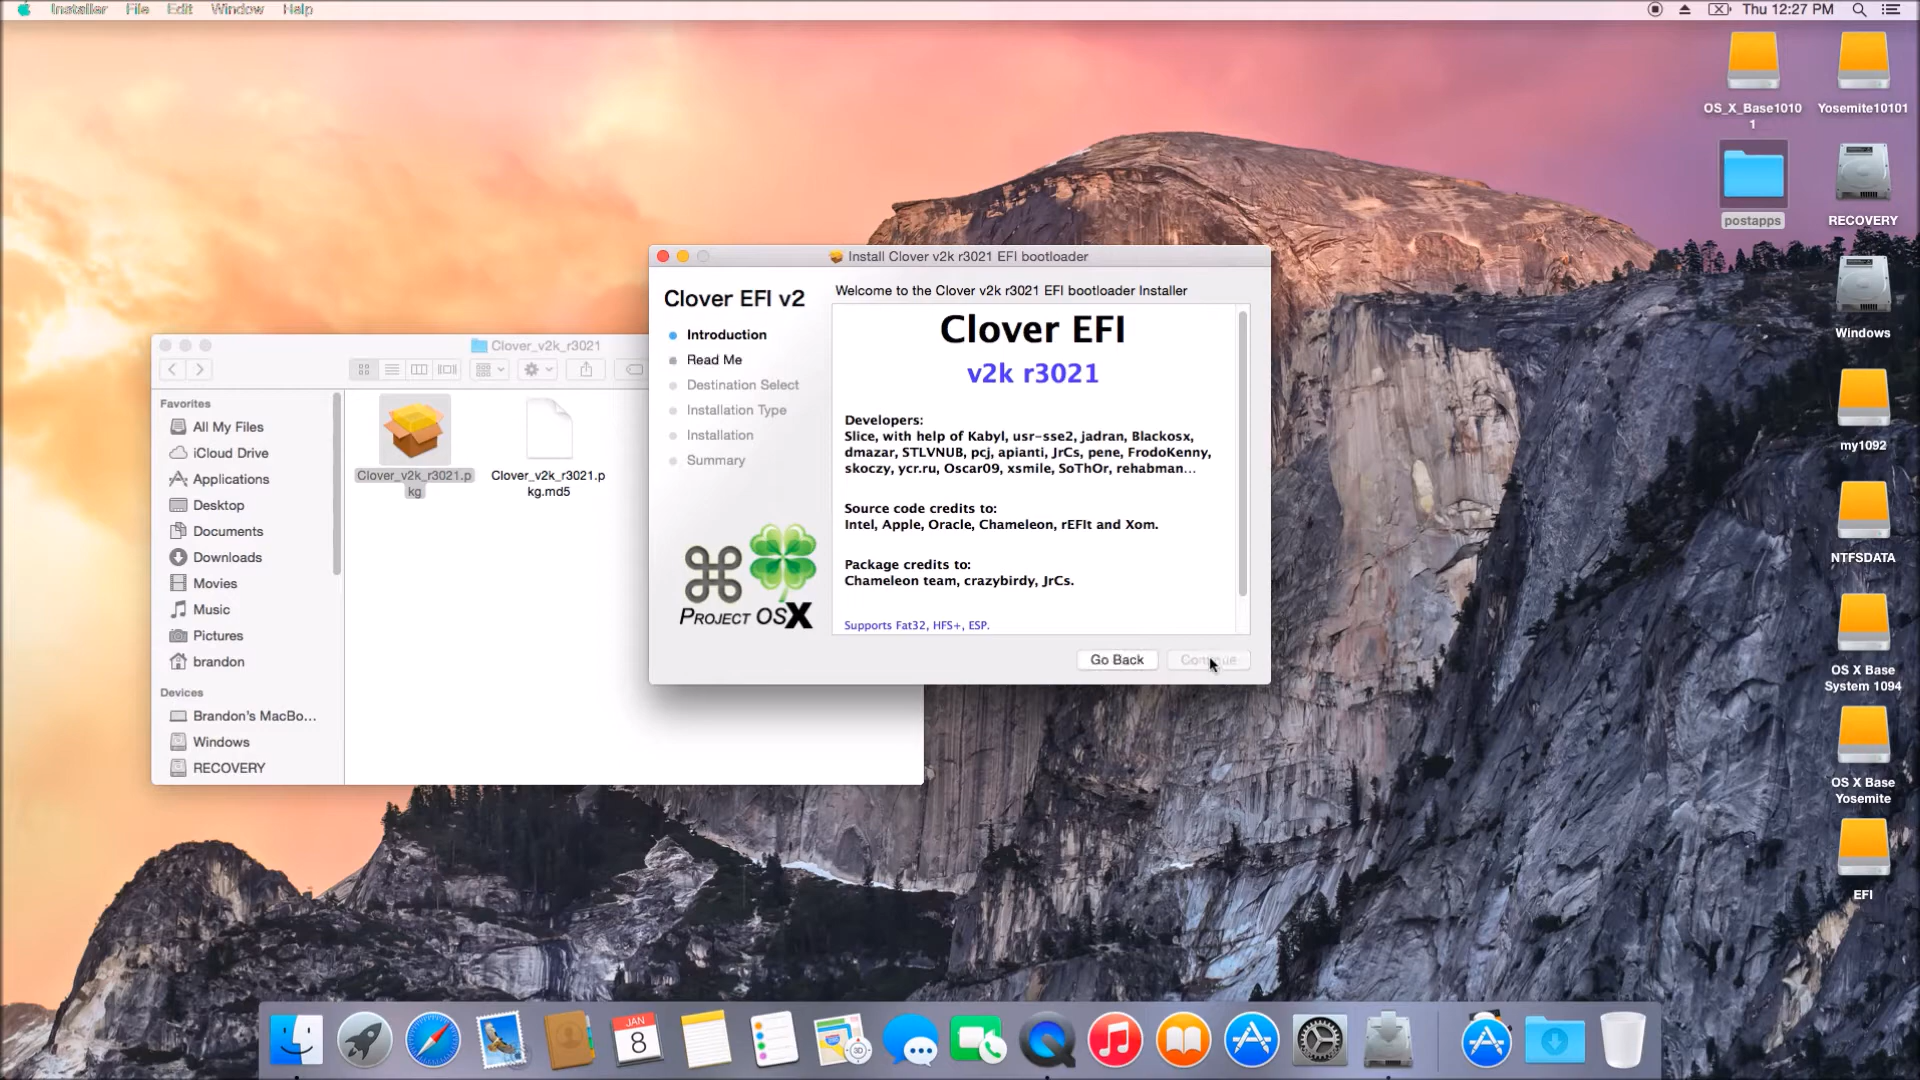 Installer File Edit Window Help
Thu 12:27 PM
OS_X_Base1010
1
Yosemite10101
postapps
RECOVERY
Windows
my1092
NTFSDATA
OS X Base
System 1094
OS X Base
Yosemite
EFI
Clover_v2k_r3021
Favorites
All My Files
iCloud Drive
Applications
Desktop
Documents
Downloads
Movies
Music
Pictures
brandon
Devices
Brandon's MacBo...
Windows
RECOVERY
Clover_v2k_r3021.p
kg
Clover_v2k_r3021.p
kg.md5
Install Clover v2k r3021 EFI bootloader
Clover EFI v2
Introduction
Read Me
Destination Select
Installation Type
Installation
Summary
PROJECT OSX
Welcome to the Clover v2k r3021 EFI bootloader Installer
Clover EFI
v2k r3021
Developers:
Slice, with help of Kabyl, usr-sse2, jadran, Blackosx,
dmazar, STLVNUB, pcj, apianti, JrCs, pene, FrodoKenny,
skoczy, ycr.ru, Oscar09, xsmile, SoThOr, rehabman...
Source code credits to:
Intel, Apple, Oracle, Chameleon, rEFIt and Xom.
Package credits to:
Chameleon team, crazybirdy, JrCs.
Supports Fat32, HFS+, ESP.
Go Back
Continue
JAN
8
3D